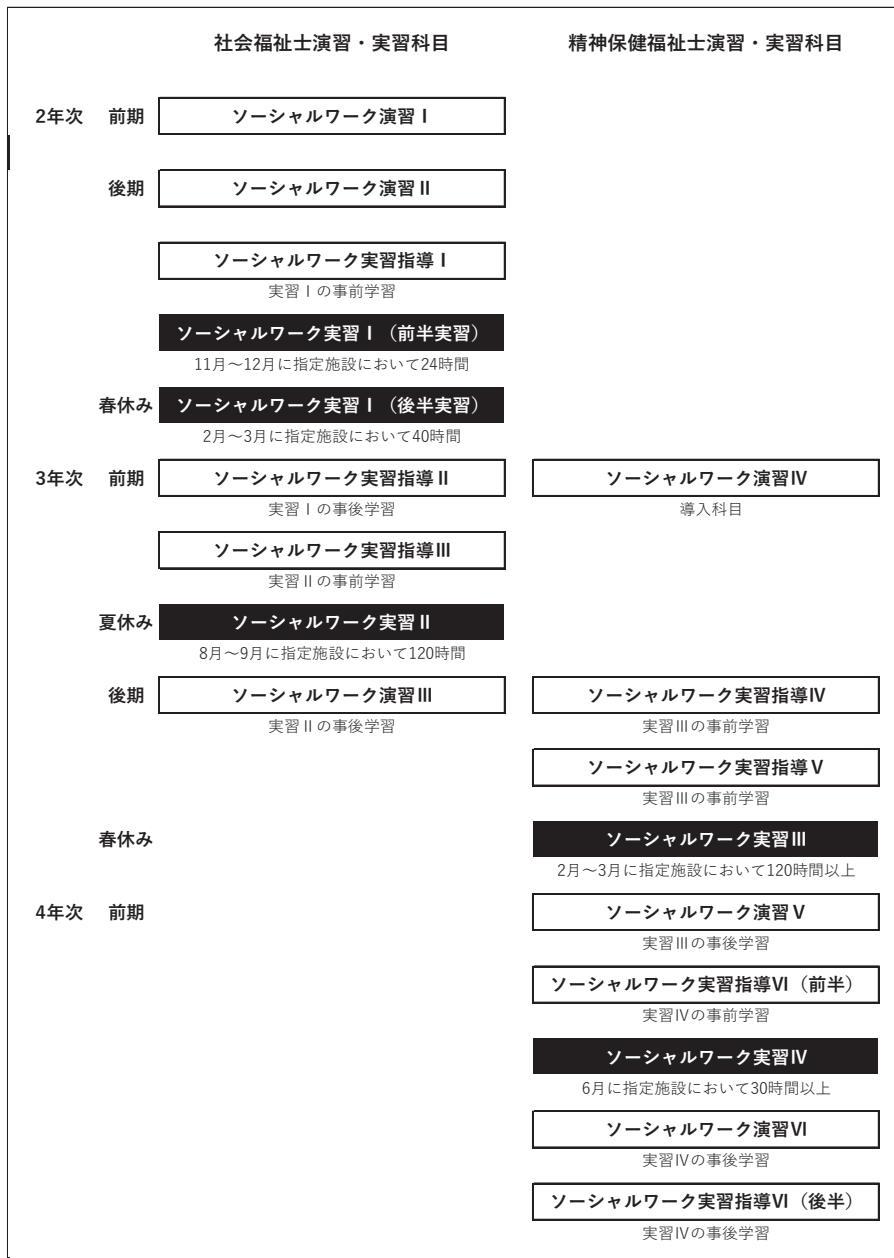 社会福祉士演習・実習科目 精神保健福祉士演習・実習科目
2年次 前期 ソーシャルワーク演習Ⅰ
後期 ソーシャルワーク演習Ⅱ
ソーシャルワーク実習指導Ⅰ
実習Ⅰの事前学習
ソーシャルワーク実習Ⅰ（前半実習）
11月～12月に指定施設において24時間
春休み ソーシャルワーク実習Ⅰ（後半実習）
2月～3月に指定施設において40時間
3年次 前期 ソーシャルワーク実習指導Ⅱ ソーシャルワーク演習Ⅳ
実習Ⅰの事後学習 導入科目
ソーシャルワーク実習指導Ⅲ
実習Ⅱの事前学習
夏休み ソーシャルワーク実習Ⅱ
8月～9月に指定施設において120時間
後期 ソーシャルワーク演習Ⅲ ソーシャルワーク実習指導Ⅳ
実習Ⅱの事後学習 実習Ⅲの事前学習
ソーシャルワーク実習指導Ⅴ
実習Ⅲの事前学習
春休み ソーシャルワーク実習Ⅲ
2月～3月に指定施設において120時間以上
4年次 前期 ソーシャルワーク演習Ⅴ
実習Ⅲの事後学習
ソーシャルワーク実習指導Ⅵ（前半）
実習Ⅳの事前学習
ソーシャルワーク実習Ⅳ
6月に指定施設において30時間以上
ソーシャルワーク演習Ⅵ
実習Ⅳの事後学習
ソーシャルワーク実習指導Ⅵ（後半）
実習Ⅳの事後学習